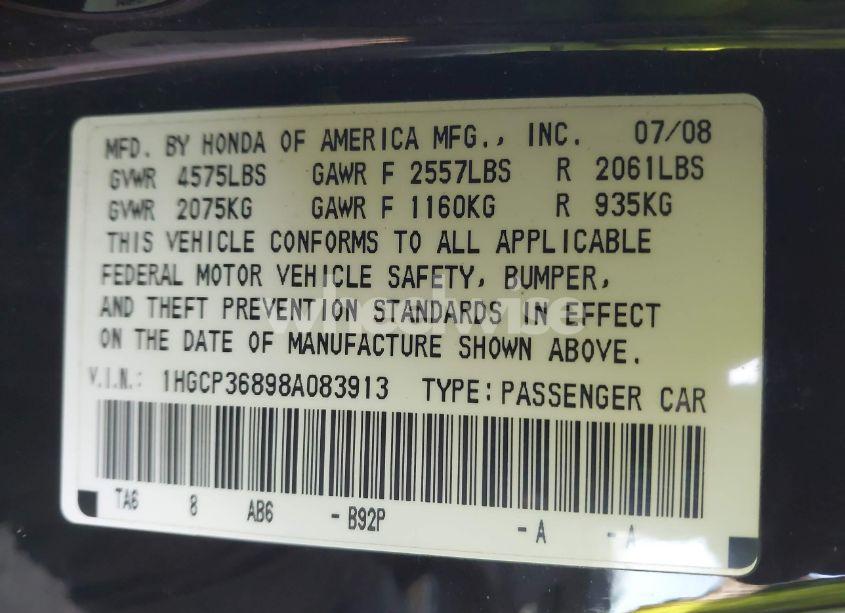 MFD. BY HONDA OF AMERICA MFG., INC. 07/08
GVWR 4575LBS GAWR F 2557LBS R 2061LBS
GVWR 2075KG GAWR F 1160KG R 935KG
THIS VEHICLE CONFORMS TO ALL APPLICABLE
FEDERAL MOTOR VEHICLE SAFETY, BUMPER,
AND THEFT PREVENTION STANDARDS IN EFFECT
wheelwise
ON THE DATE OF MANUFACTURE SHOWN ABOVE.
V.I.N.: 1HGCP36898A083913 TYPE: PASSENGER CAR
TA6 8 AB6 - B92P - A - A